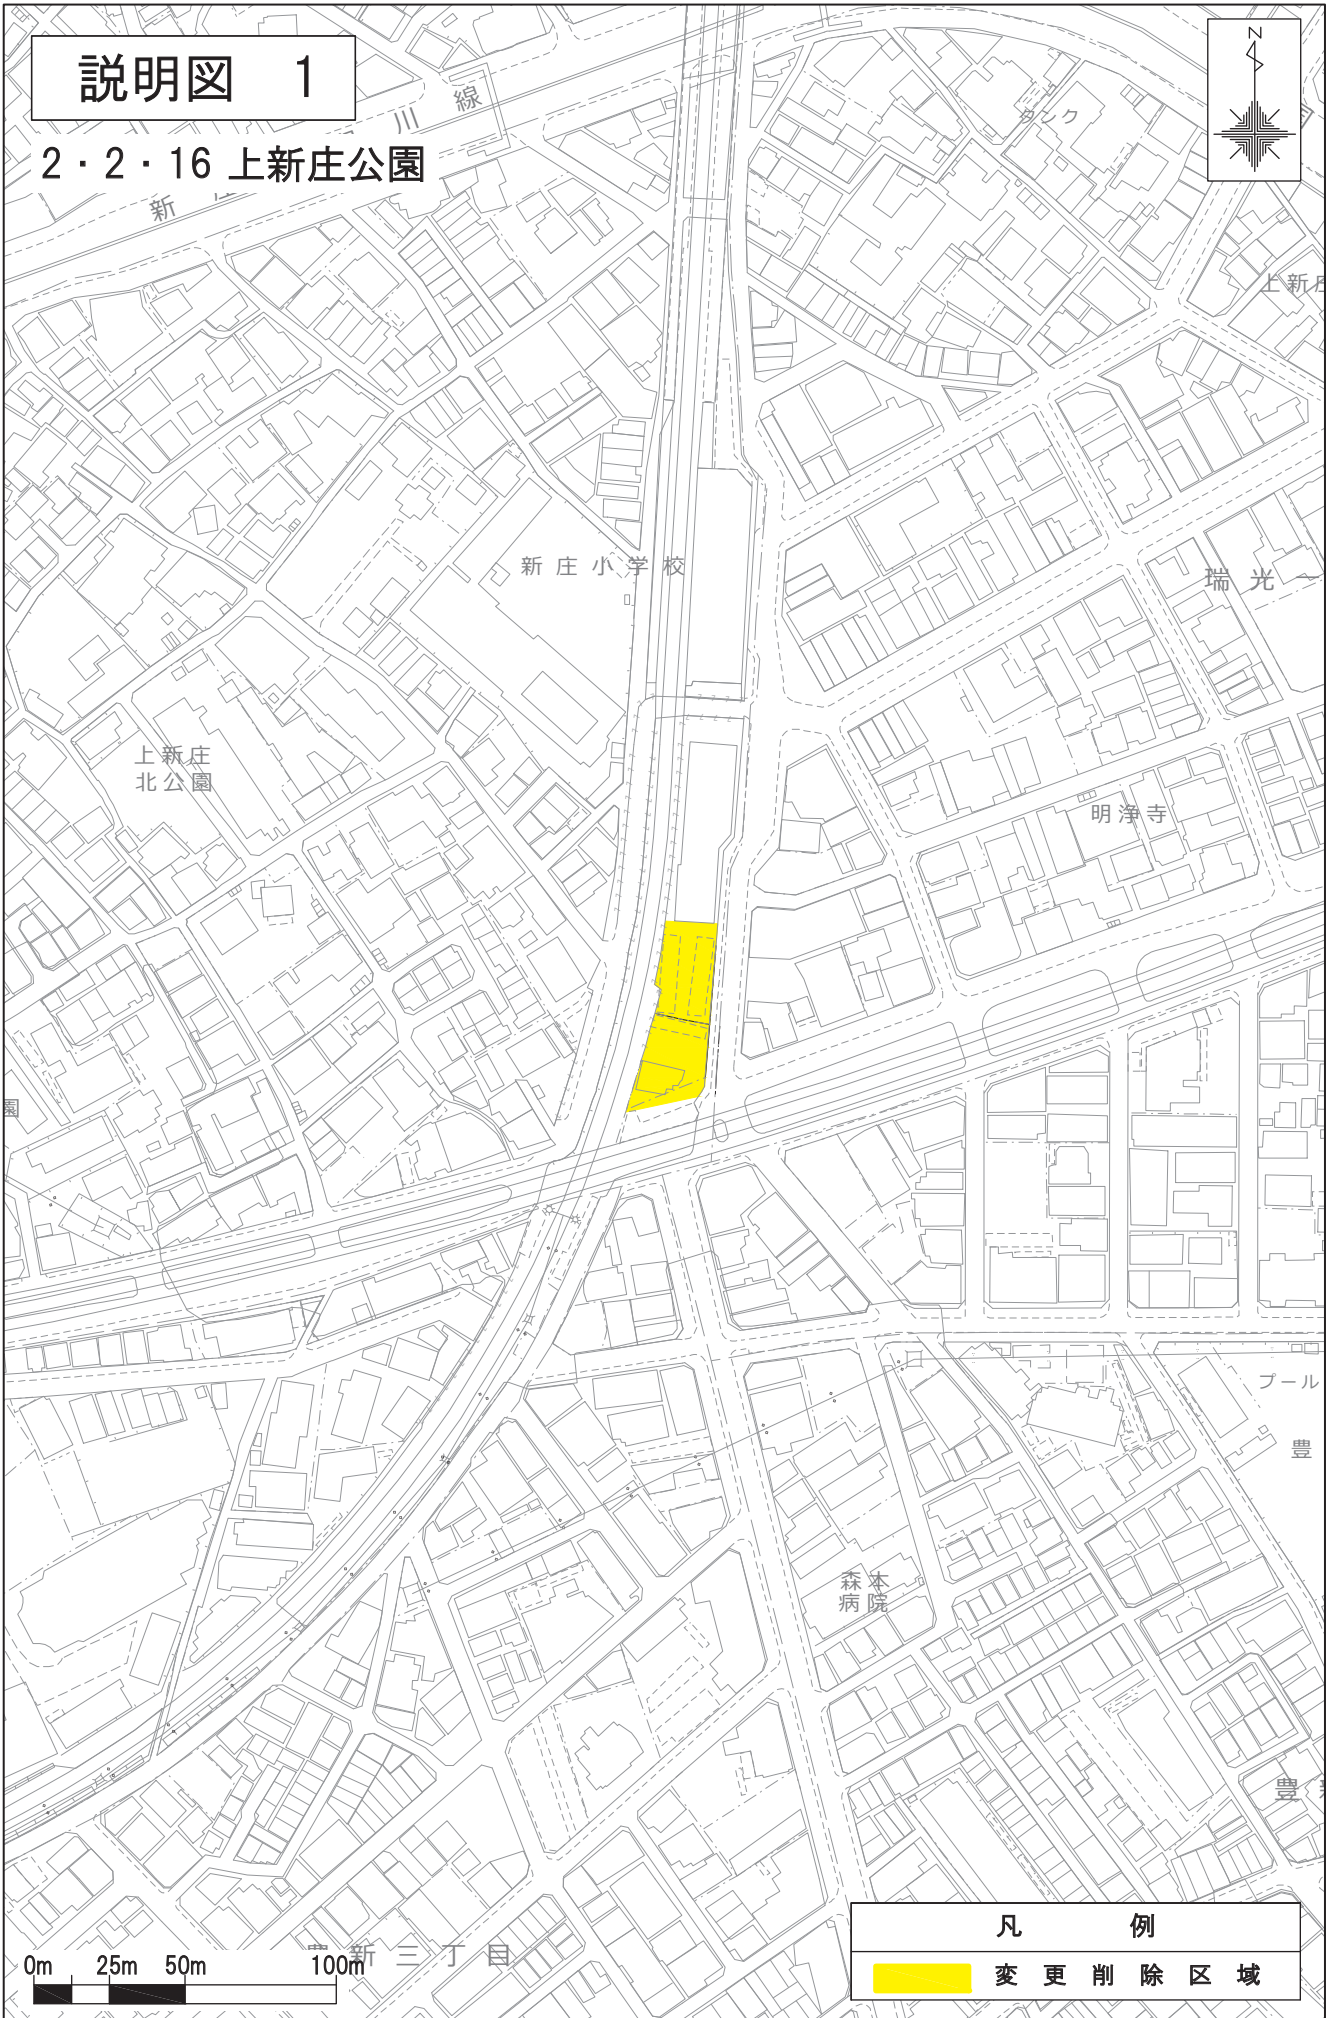 説明図 1
2・2・16 上新庄公園
N
川 線
新
タンク
上新庄
新庄小学校
瑞光一
上新庄
北公園
明浄寺
園
プール
豊
森本
病院
豊
豊新三丁目
0m 25m 50m 100m
凡 例
変更削除区域